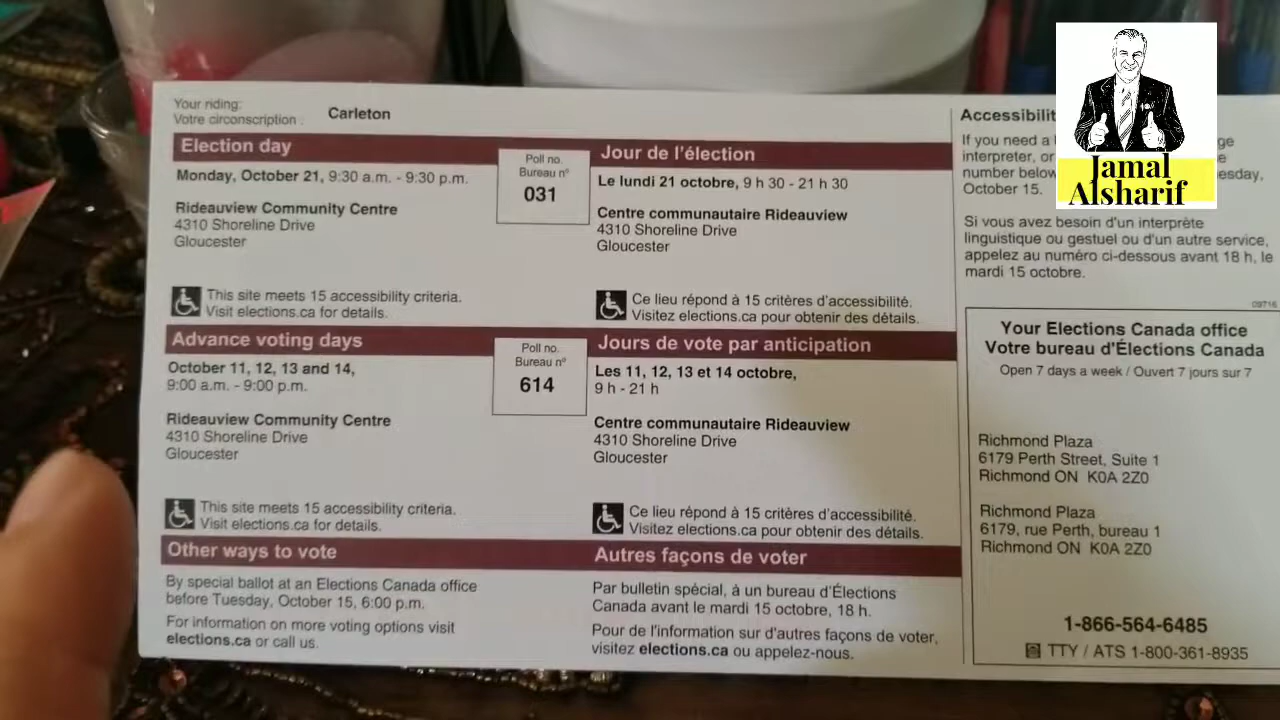 Your riding:
Votre circonscription :
Carleton
Election day
Monday, October 21, 9:30 a.m. - 9:30 p.m.
Rideauview Community Centre
4310 Shoreline Drive
Gloucester
Poll no.
Bureau nº
031
Jour de l'élection
Le lundi 21 octobre, 9 h 30 - 21 h 30
Centre communautaire Rideauview
4310 Shoreline Drive
Gloucester
This site meets 15 accessibility criteria.
Visit elections.ca for details.
Ce lieu répond à 15 critères d'accessibilité.
Visitez elections.ca pour obtenir des détails.
Advance voting days
October 11, 12, 13 and 14,
9:00 a.m. - 9:00 p.m.
Rideauview Community Centre
4310 Shoreline Drive
Gloucester
Poll no.
Bureau nº
614
Jours de vote par anticipation
Les 11, 12, 13 et 14 octobre,
9 h - 21 h
Centre communautaire Rideauview
4310 Shoreline Drive
Gloucester
This site meets 15 accessibility criteria.
Visit elections.ca for details.
Ce lieu répond à 15 critères d'accessibilité.
Visitez elections.ca pour obtenir des détails.
Other ways to vote
By special ballot at an Elections Canada office
before Tuesday, October 15, 6:00 p.m.
For information on more voting options visit
elections.ca or call us.
Autres façons de voter
Par bulletin spécial, à un bureau d'Élections
Canada avant le mardi 15 octobre, 18 h.
Pour de l'information sur d'autres façons de voter,
visitez elections.ca ou appelez-nous.
If you need a
interpreter, or
number below
October 15.
Si vous avez besoin d'un interprète
linguistique ou gestuel ou d'un autre service,
appelez au numéro ci-dessous avant 18 h, le
mardi 15 octobre.
09716
Your Elections Canada office
Votre bureau d'Élections Canada
Open 7 days a week / Ouvert 7 jours sur 7
Richmond Plaza
6179 Perth Street, Suite 1
Richmond ON K0A 2Z0
Richmond Plaza
6179, rue Perth, bureau 1
Richmond ON K0A 2Z0
1-866-564-6485
TTY / ATS 1-800-361-8935
Jamal
Alsharif